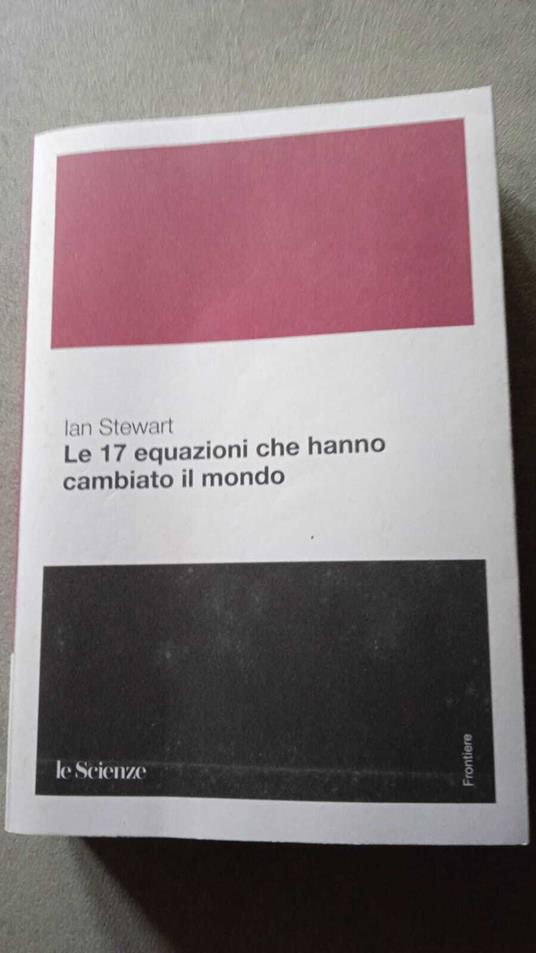 Ian Stewart
Le 17 equazioni che hanno
cambiato il mondo
le Scienze
Frontiere